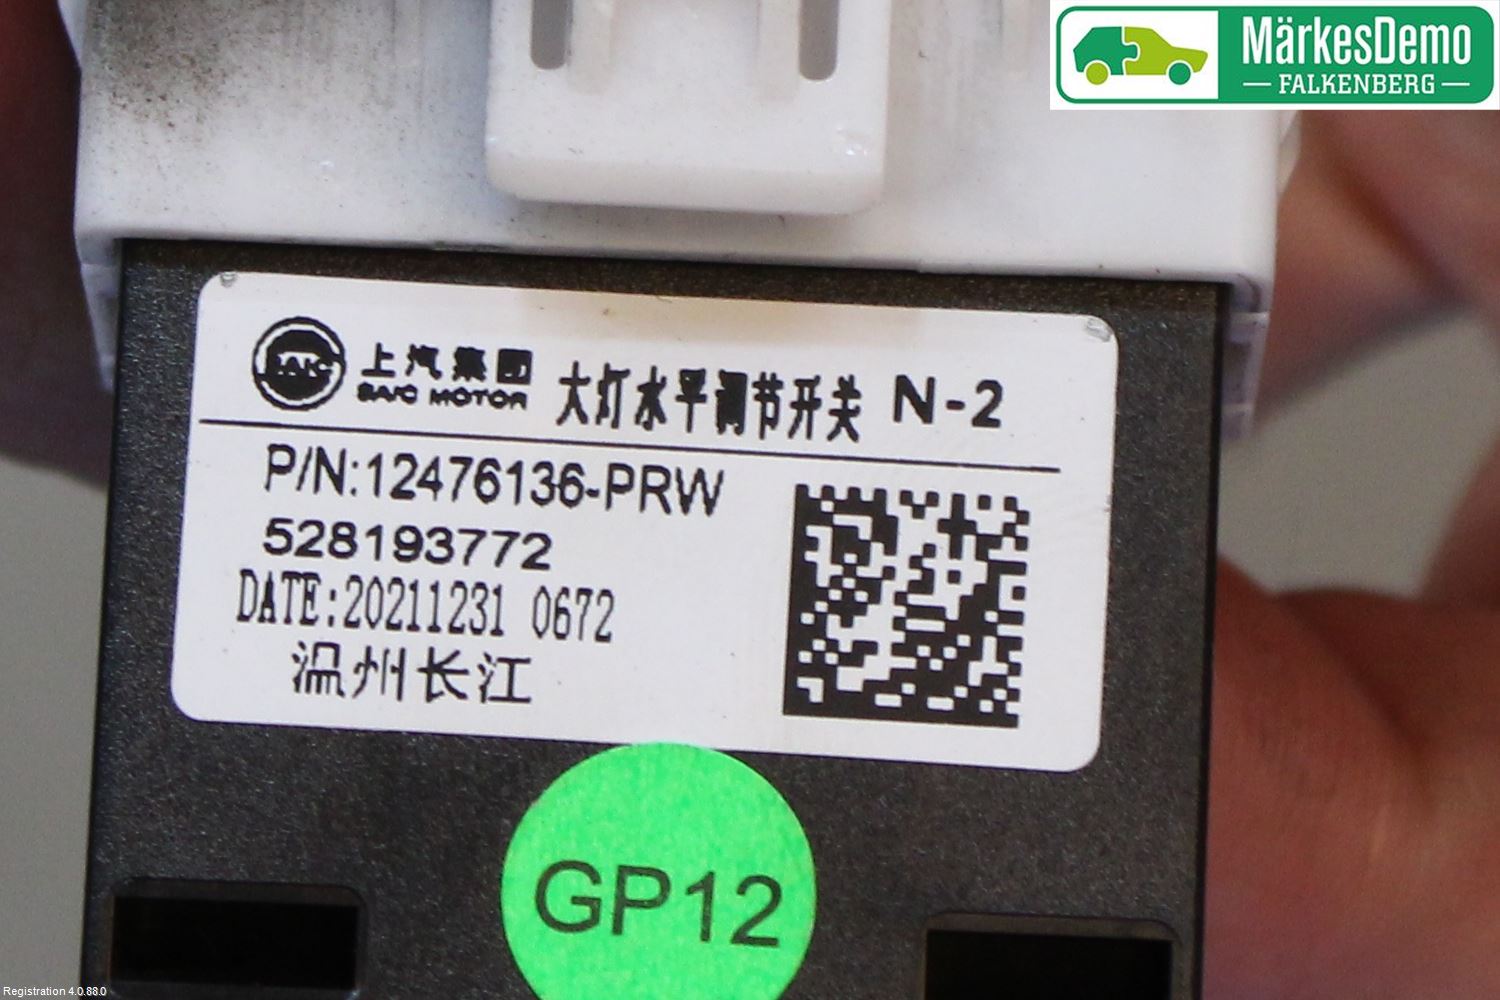 MärkesDemo
FALKENBERG
SAIC
上汽集团
SAIC MOTOR
大灯水平调节开关 N-2
P/N:12476136-PRW
528193772
DATE:20211231 0672
温州长江
GP12
Registration 4.0.88.0